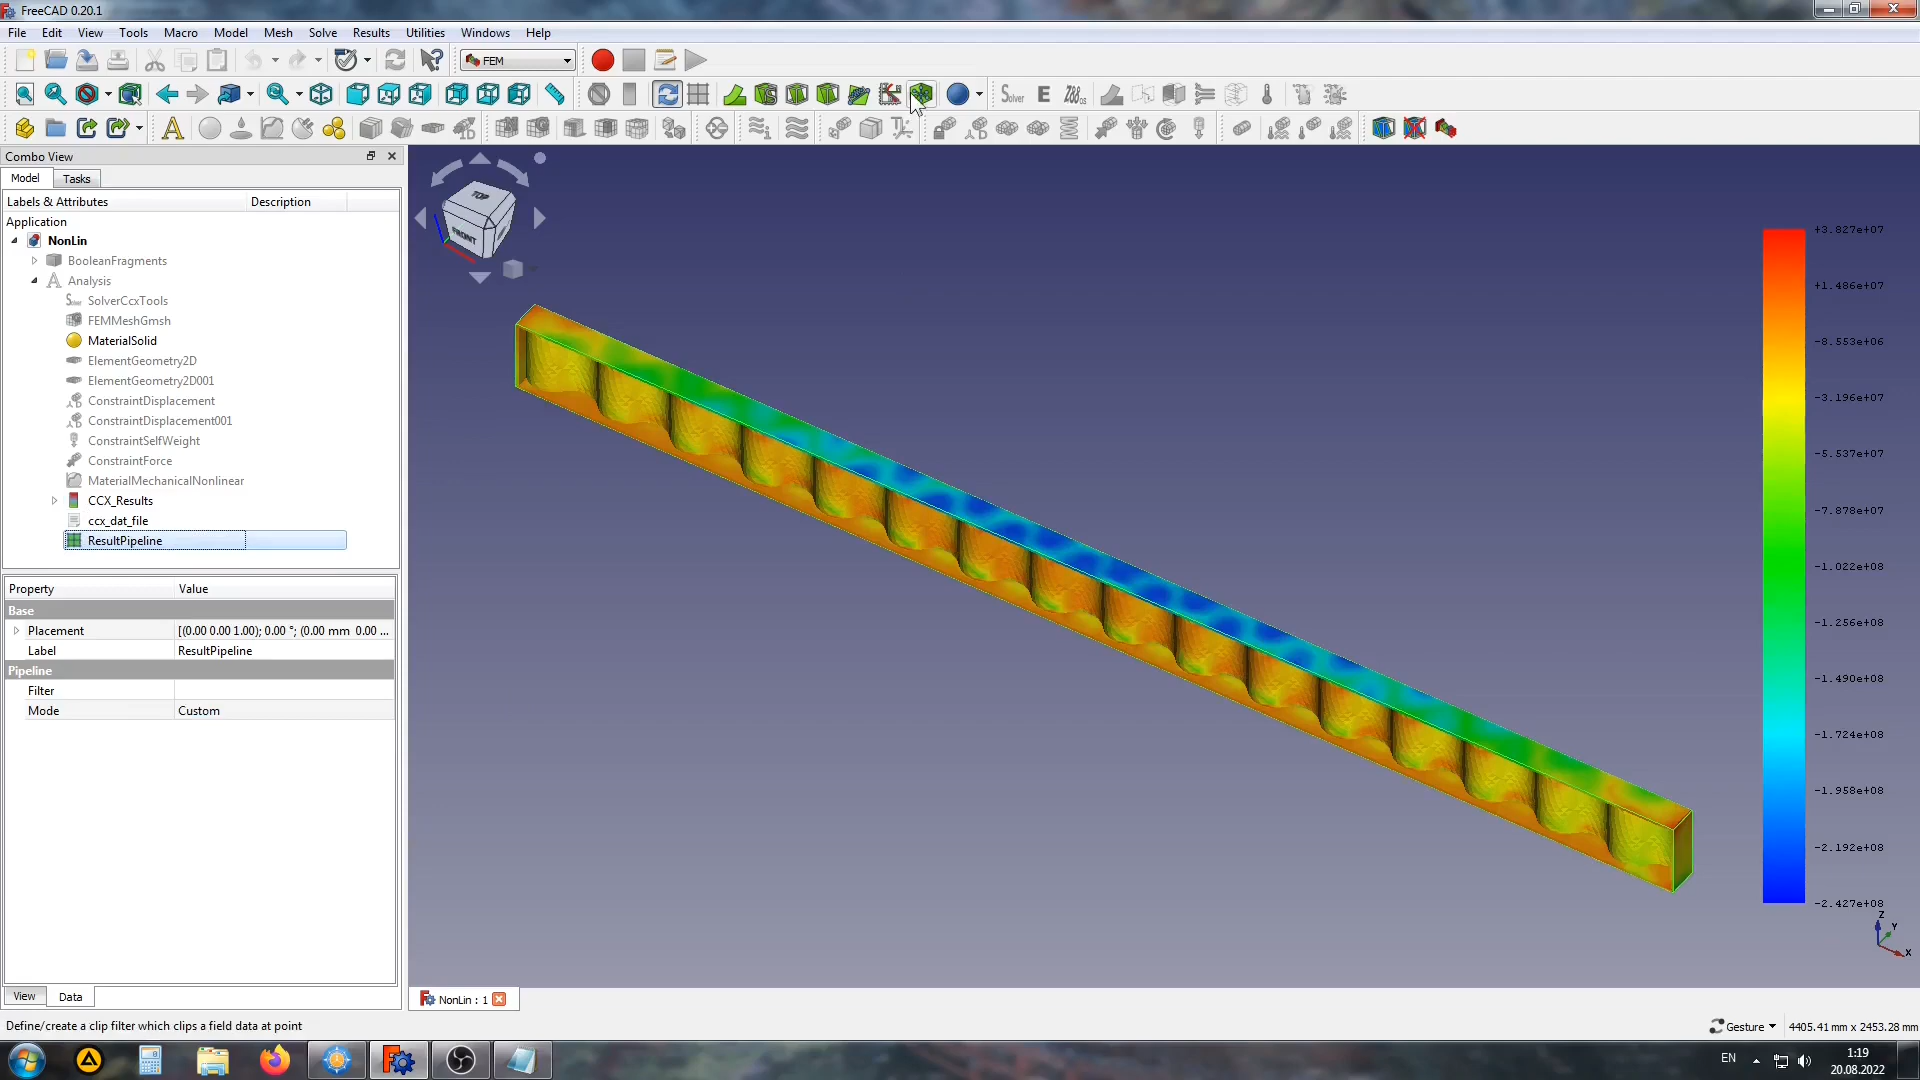 FreeCAD 0.20.1
File Edit View Tools Macro Model Mesh Solve Results Utilities Windows Help
FEM
Solver E Z88
Combo View
Model Tasks
Labels & Attributes Description
Application
NonLin
BooleanFragments
Analysis
SolverCcxTools
FEMMeshGmsh
MaterialSolid
ElementGeometry2D
ElementGeometry2D001
ConstraintDisplacement
ConstraintDisplacement001
ConstraintSelfWeight
ConstraintForce
MaterialMechanicalNonlinear
CCX_Results
ccx_dat_file
ResultPipeline
Property Value
Base
Placement [(0.00 0.00 1.00); 0.00 °; (0.00 mm 0.00 ...
Label ResultPipeline
Pipeline
Filter
Mode Custom
View Data
TOP
FRONT
+3.827e+07
+1.486e+07
-8.553e+06
-3.196e+07
-5.537e+07
-7.878e+07
-1.022e+08
-1.256e+08
-1.490e+08
-1.724e+08
-1.958e+08
-2.192e+08
-2.427e+08
Z
Y
X
NonLin : 1
Define/create a clip filter which clips a field data at point
Gesture 4405.41 mm x 2453.28 mm
EN
1:19
20.08.2022